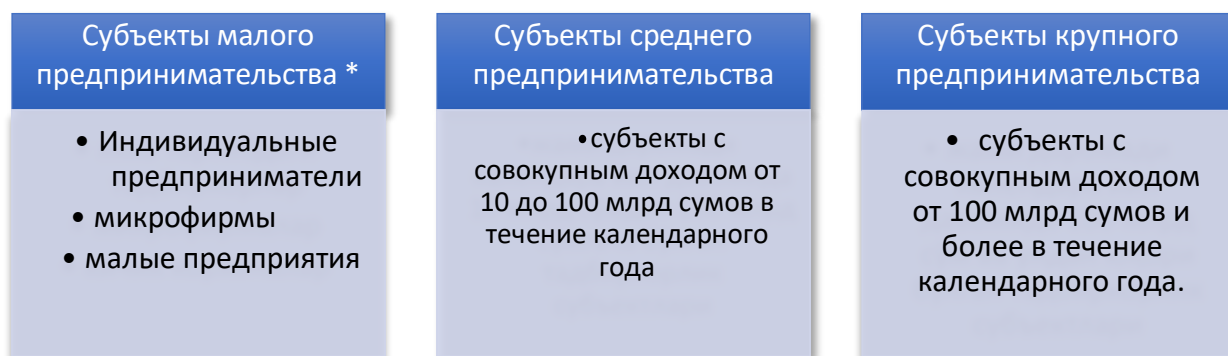 Субъекты малого
предпринимательства *
• Индивидуальные
предприниматели
• микрофирмы
• малые предприятия
Субъекты среднего
предпринимательства
•субъекты с
совокупным доходом от
10 до 100 млрд сумов в
течение календарного
года
Субъекты крупного
предпринимательства
• субъекты с
совокупным доходом
от 100 млрд сумов и
более в течение
календарного года.